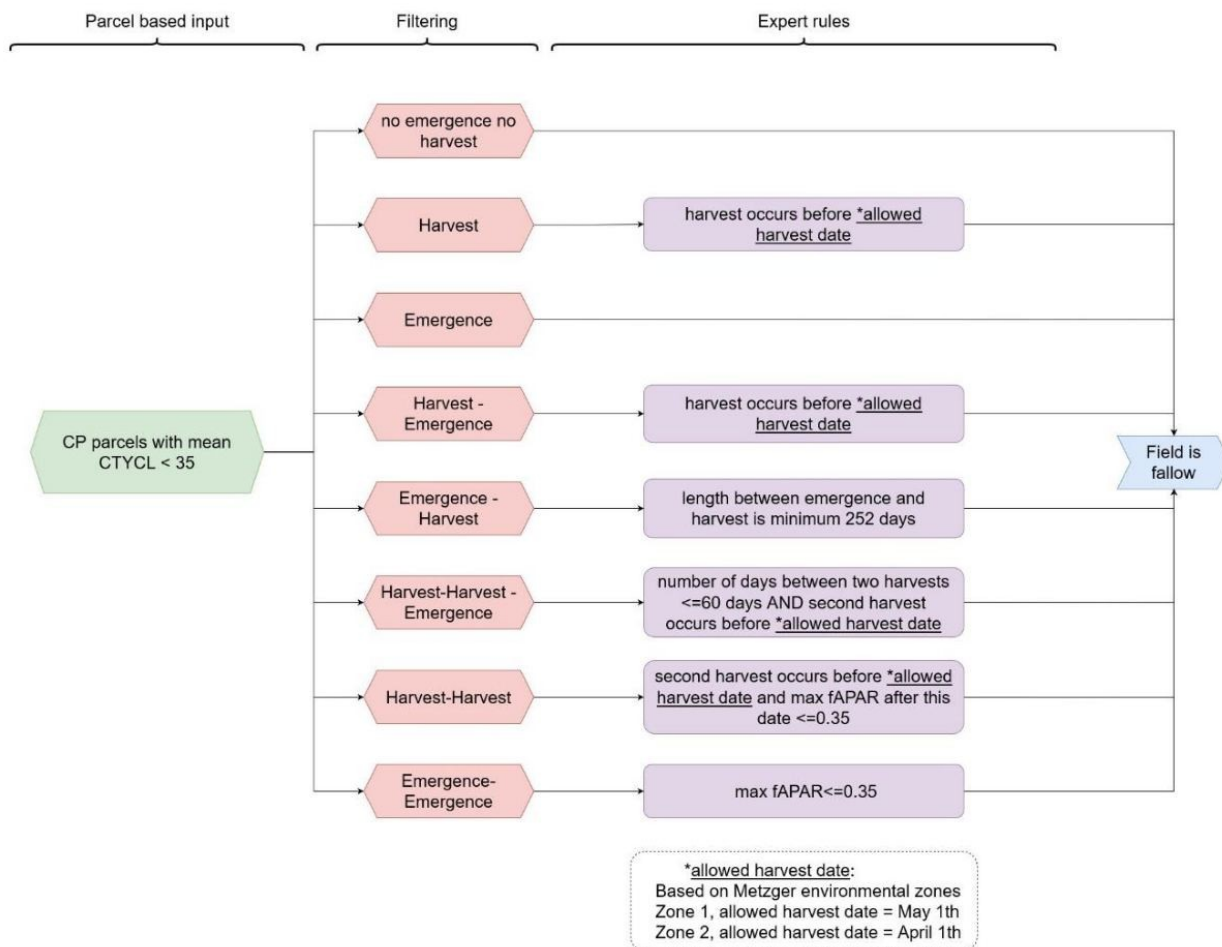 Parcel based input
Filtering
Expert rules
no emergence no
harvest
Harvest
harvest occurs before *allowed
harvest date
Emergence
Harvest -
Emergence
harvest occurs before *allowed
harvest date
CP parcels with mean
CTYCL < 35
Field is
fallow
Emergence -
Harvest
length between emergence and
harvest is minimum 252 days
Harvest-Harvest -
Emergence
number of days between two harvests
<=60 days AND second harvest
occurs before *allowed harvest date
Harvest-Harvest
second harvest occurs before *allowed
harvest date and max fAPAR after this
date <=0.35
Emergence-
Emergence
max fAPAR<=0.35
*allowed harvest date:
Based on Metzger environmental zones
Zone 1, allowed harvest date = May 1th
Zone 2, allowed harvest date = April 1th